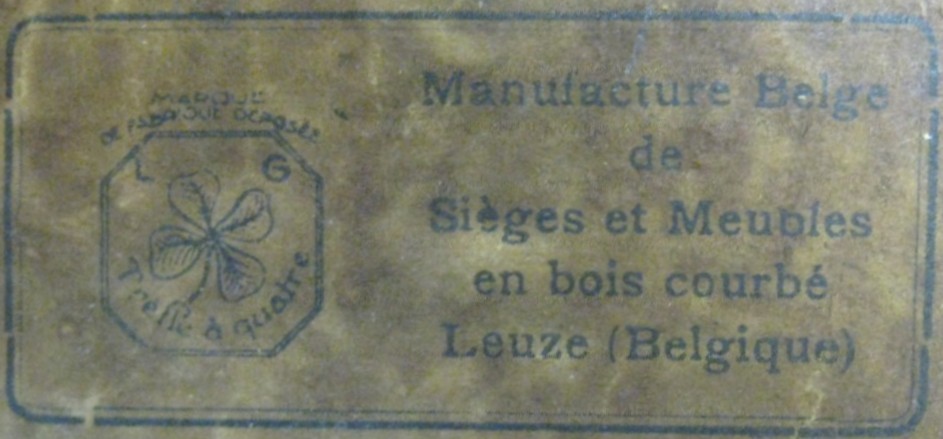 MARQUE
DE FABRIQUE DÉPOSÉE
L G
Trèfle à quatre
Manufacture Belge
de
Sièges et Meubles
en bois courbé
Leuze (Belgique)